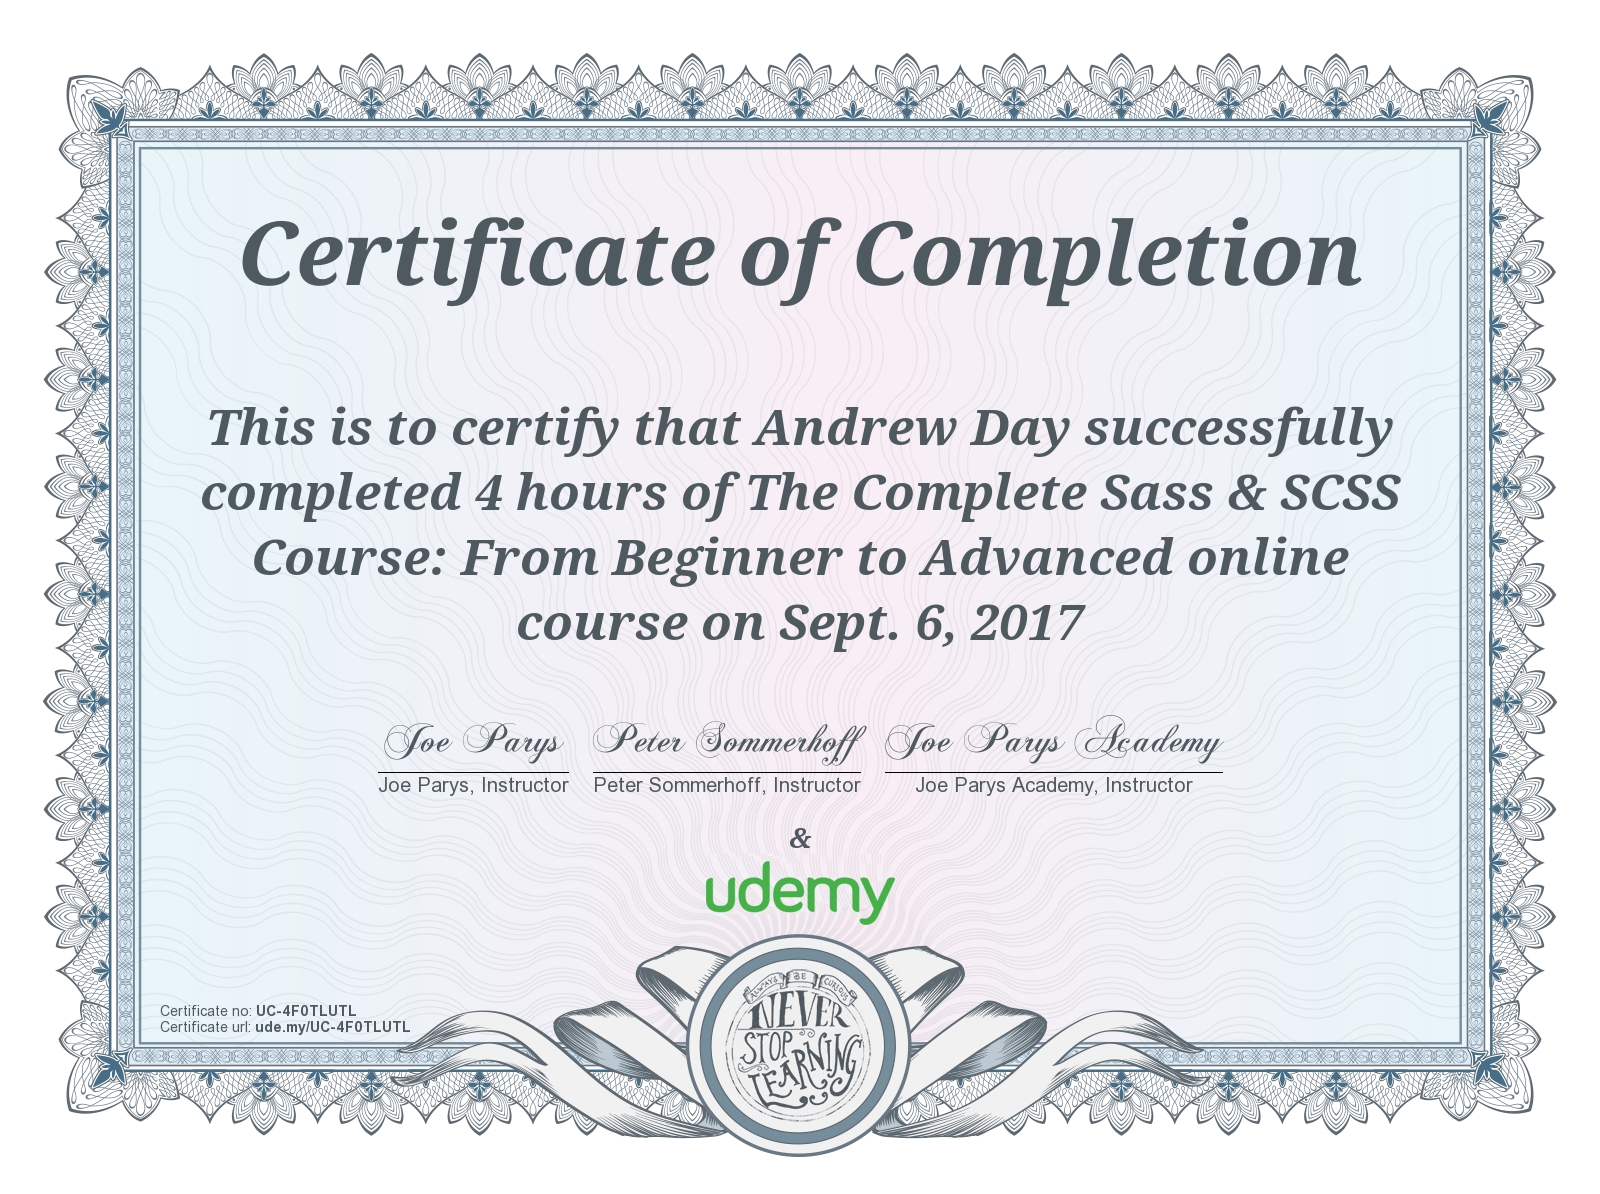 Certificate of Completion
This is to certify that Andrew Day successfully
completed 4 hours of The Complete Sass & SCSS
Course: From Beginner to Advanced online
course on Sept. 6, 2017
Joe Parys Peter Sommerhoff Joe Parys Academy
Joe Parys, Instructor Peter Sommerhoff, Instructor Joe Parys Academy, Instructor
&
udemy
Certificate no: UC-4F0TLUTL
Certificate url: ude.my/UC-4F0TLUTL
ALWAYS BE CURIOUS
NEVER
STOP
LEARNING